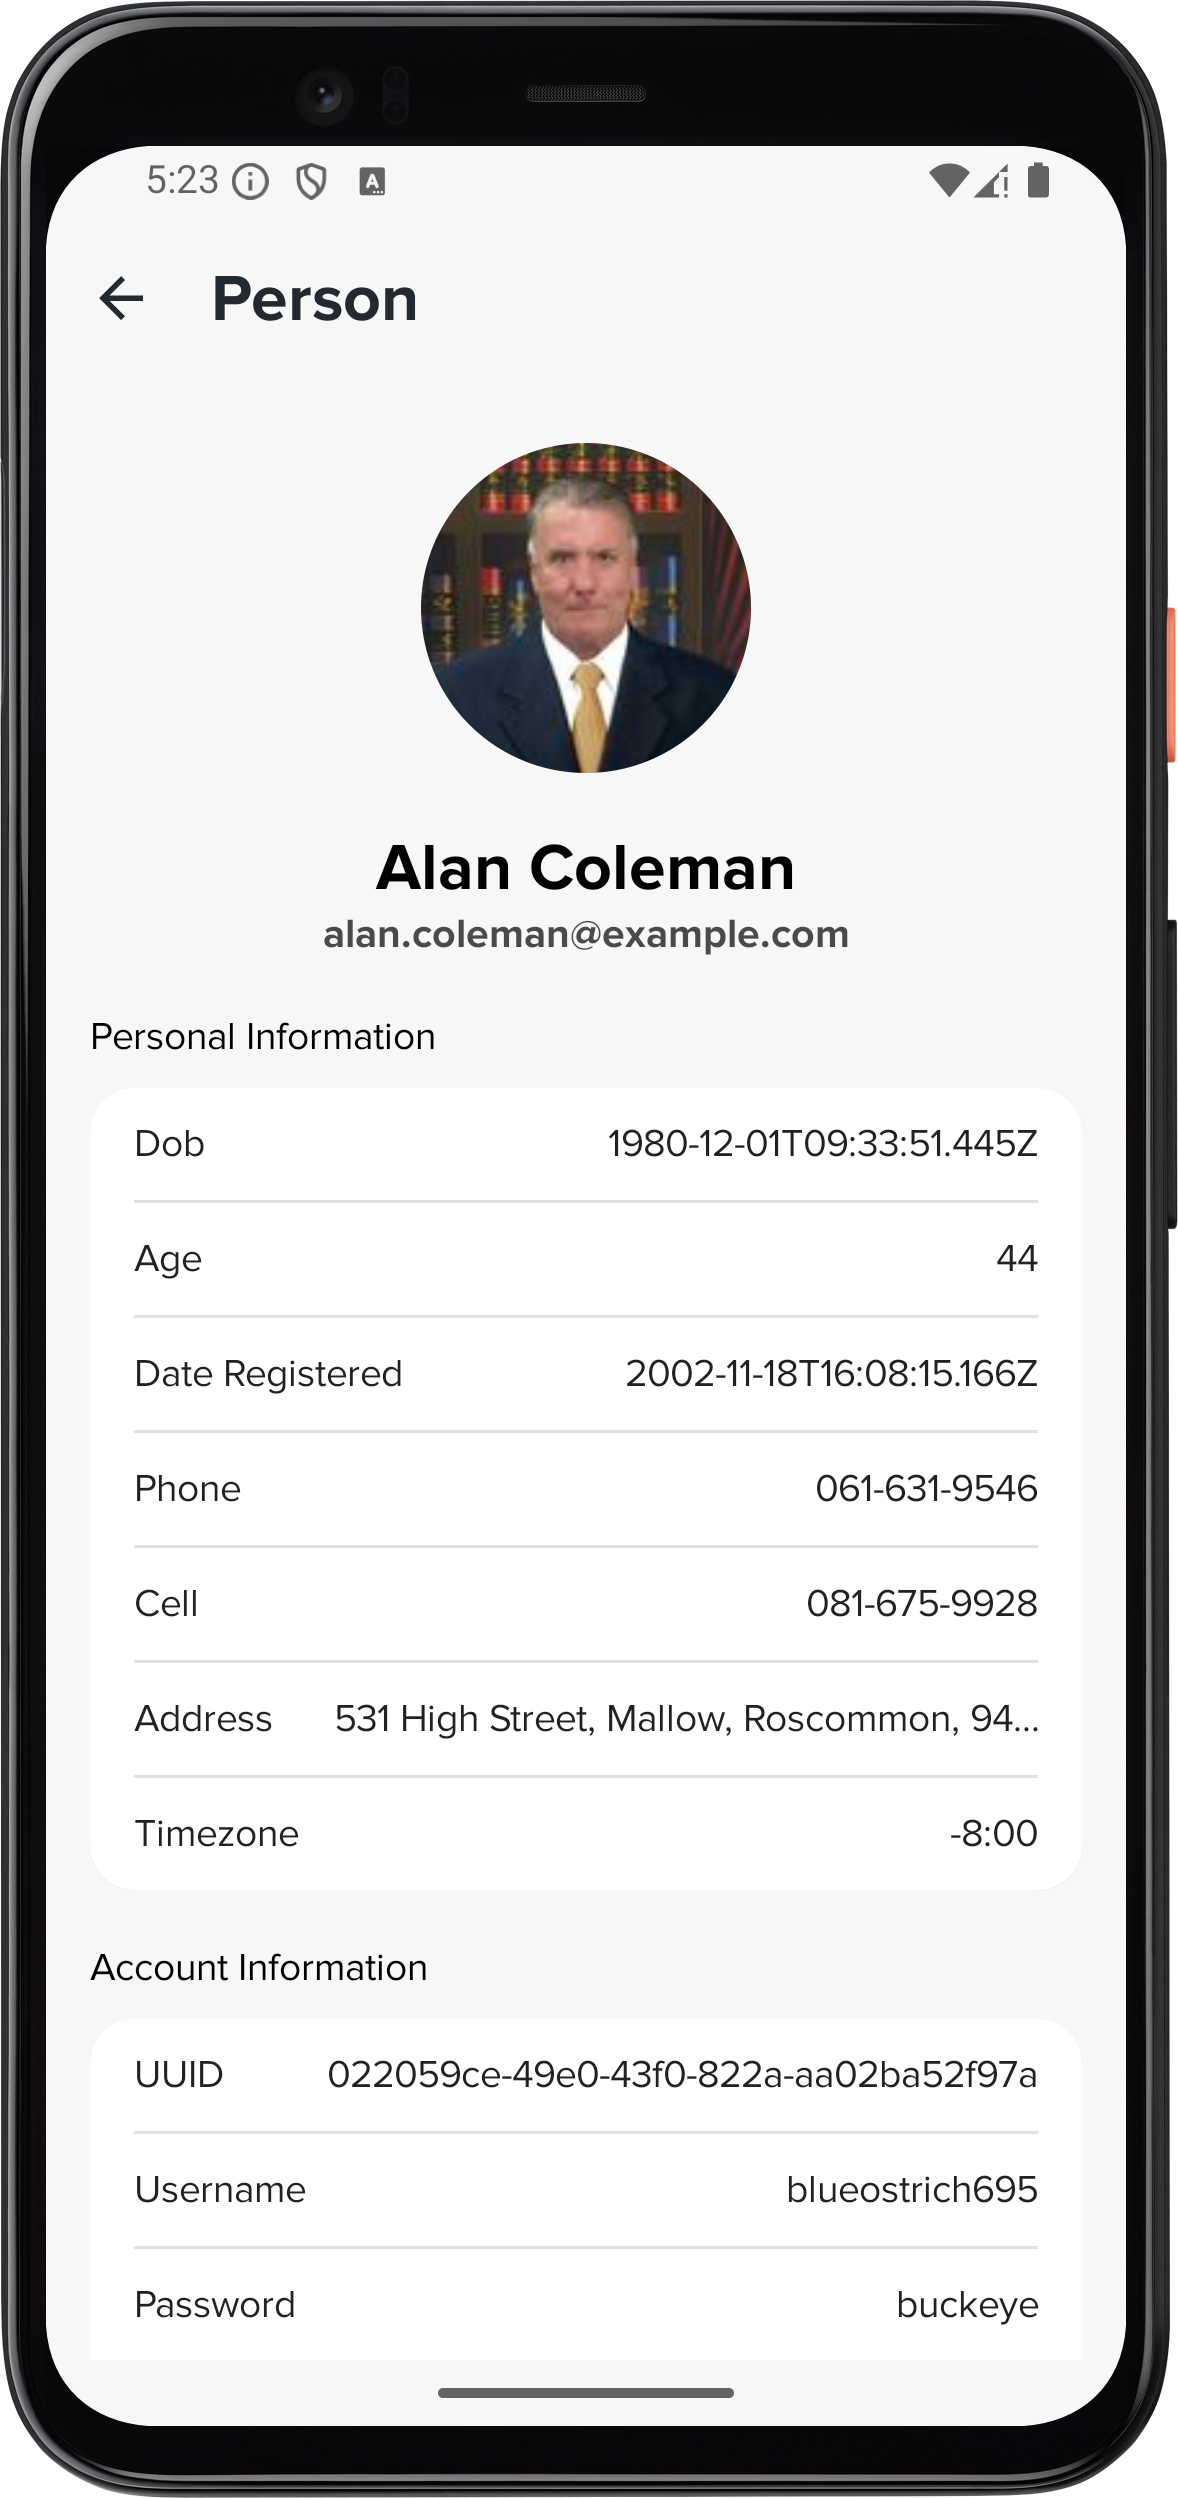 5:23
Person
Alan Coleman
alan.coleman@example.com
Personal Information
Dob 1980-12-01T09:33:51.445Z
Age 44
Date Registered 2002-11-18T16:08:15.166Z
Phone 061-631-9546
Cell 081-675-9928
Address 531 High Street, Mallow, Roscommon, 94...
Timezone -8:00
Account Information
UUID 022059ce-49e0-43f0-822a-aa02ba52f97a
Username blueostrich695
Password buckeye